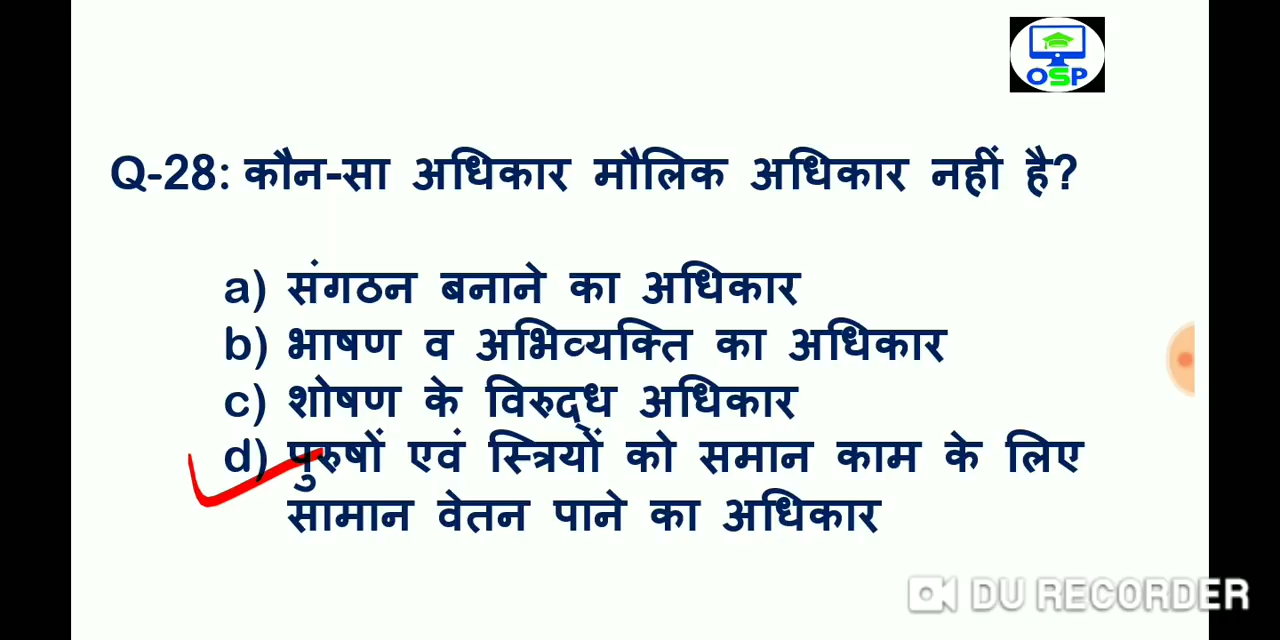 OSP
Q-28: कौन-सा अधिकार मौलिक अधिकार नहीं है?
a) संगठन बनाने का अधिकार
b) भाषण व अभिव्यक्ति का अधिकार
c) शोषण के विरुद्ध अधिकार
d) पुरुषों एवं स्त्रियों को समान काम के लिए
सामान वेतन पाने का अधिकार
DU RECORDER